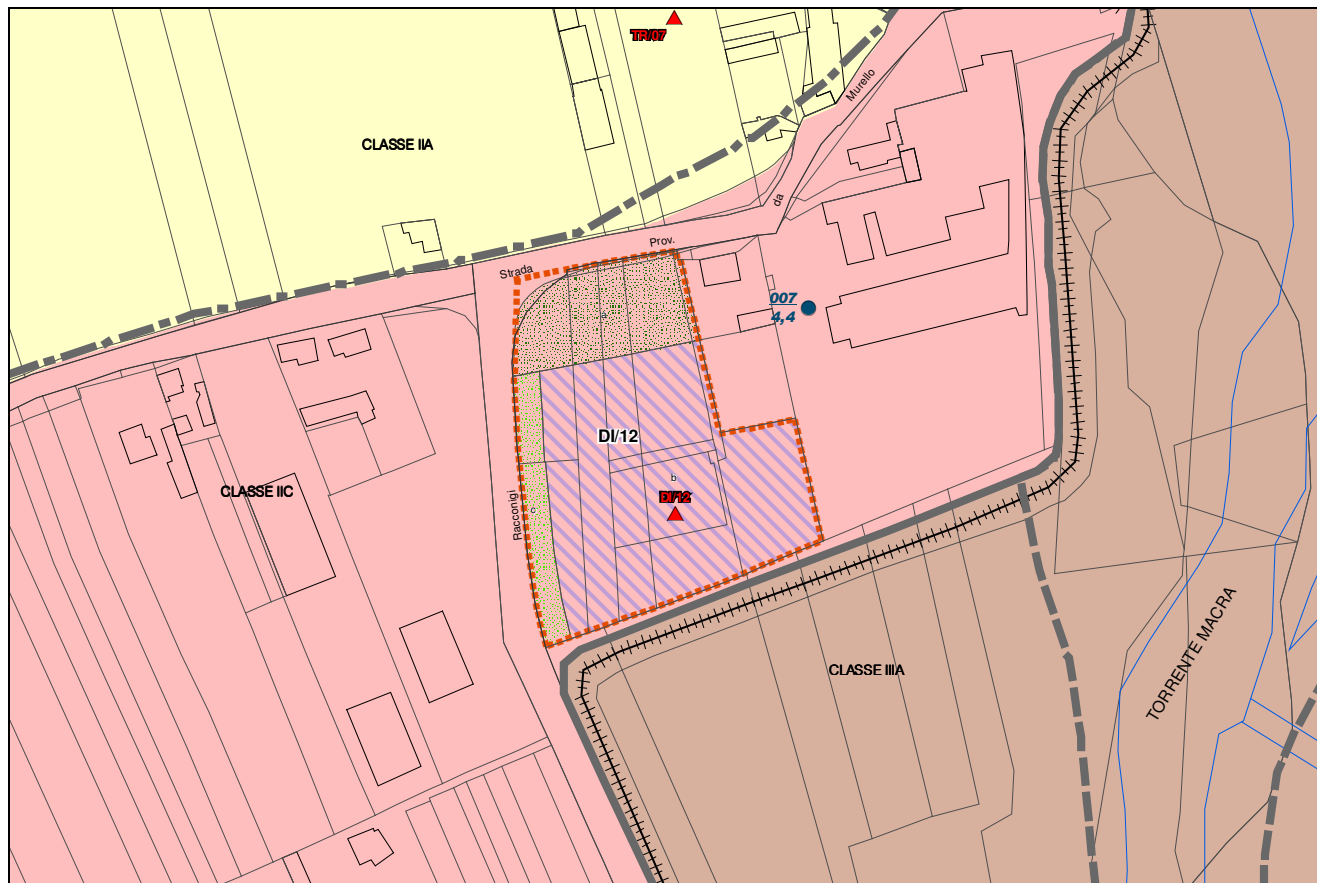 TR/07
CLASSE IIA
Murello
da
Prov.
Strada
007
4,4
a
DI/12
b
DI/12
CLASSE IIC
Racconigi
c
CLASSE IIIA
TORRENTE MACRA